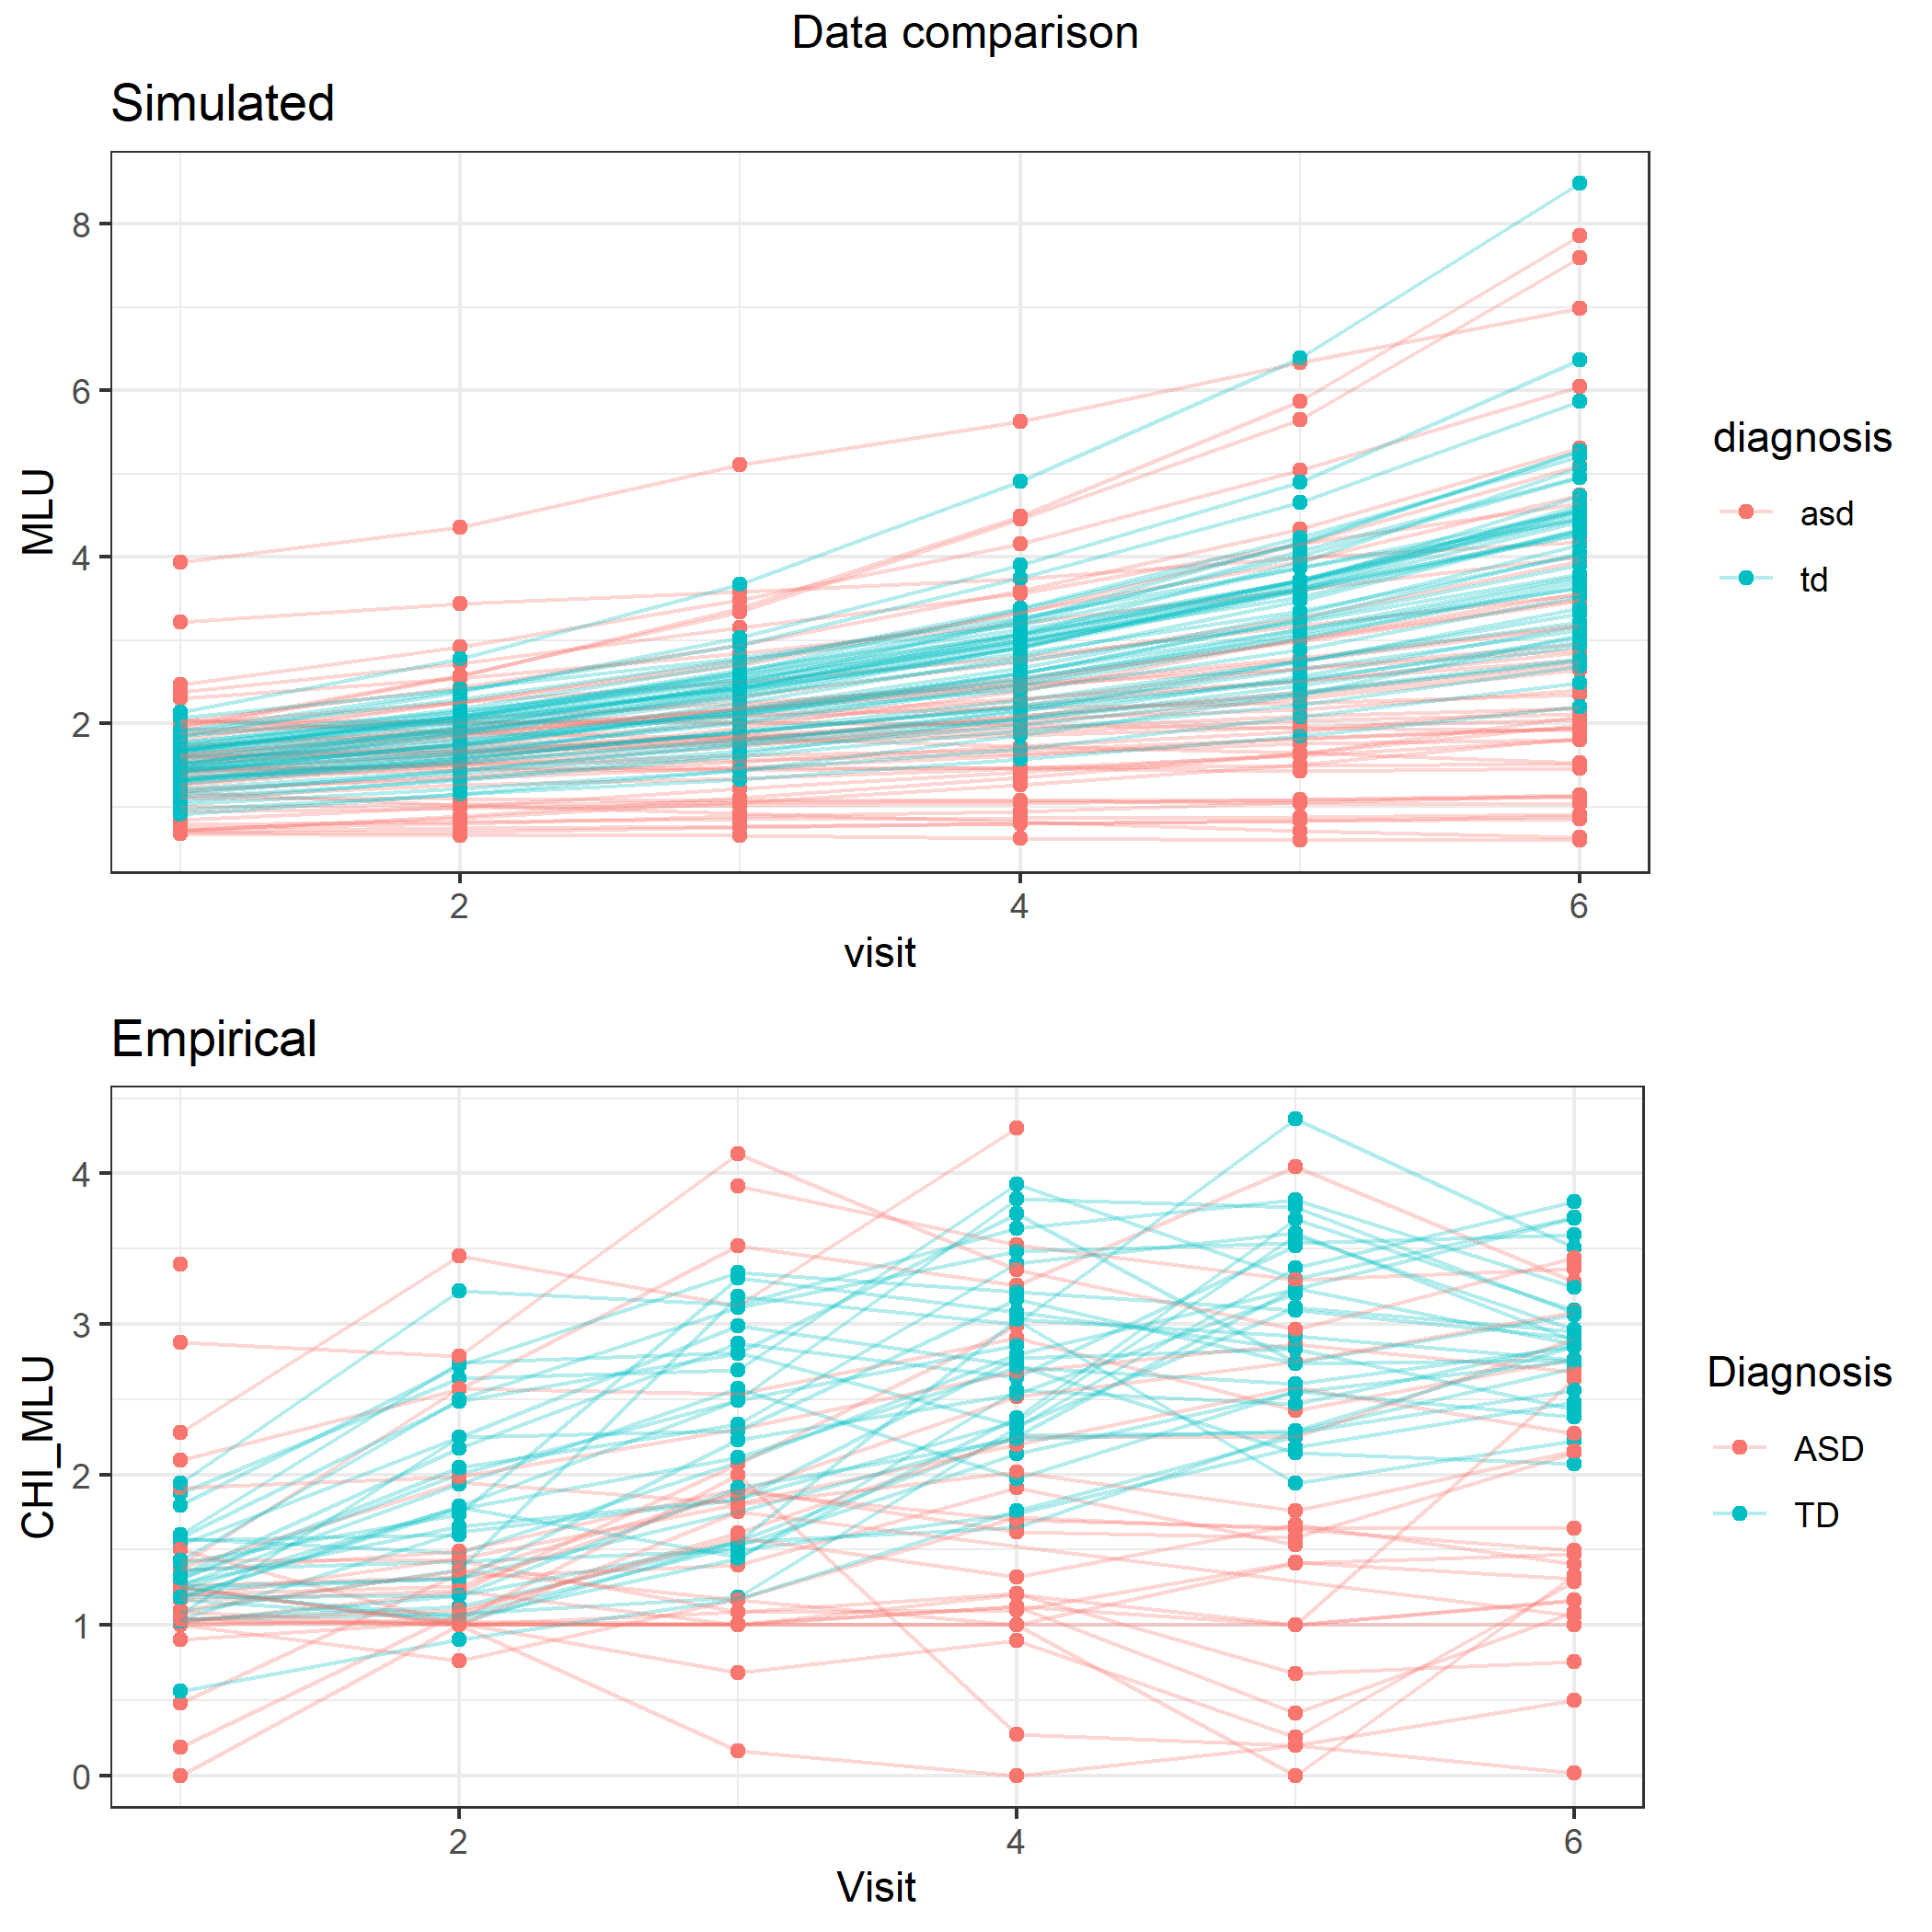 Data comparison
Simulated
8
6
4
2
MLU
2
4
6
visit
diagnosis
asd
td
Empirical
4
3
2
1
0
CHI_MLU
2
4
6
Visit
Diagnosis
ASD
TD